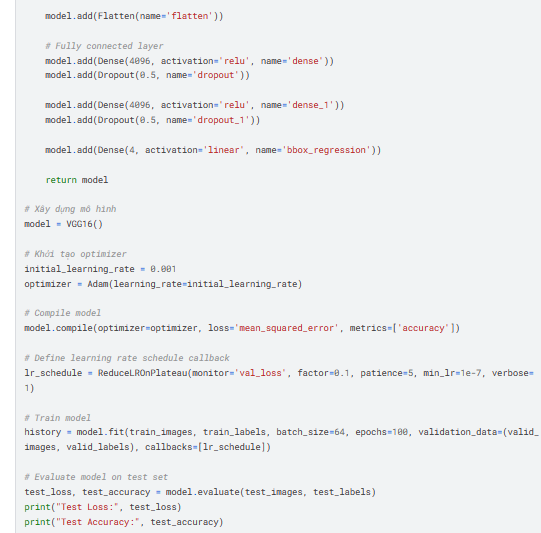 model.add(Flatten(name='flatten'))
# Fully connected layer
model.add(Dense(4096, activation='relu', name='dense'))
model.add(Dropout(0.5, name='dropout'))
model.add(Dense(4096, activation='relu', name='dense_1'))
model.add(Dropout(0.5, name='dropout_1'))
model.add(Dense(4, activation='linear', name='bbox_regression'))
return model
# Xây dựng mô hình
model = VGG16()
# Khởi tạo optimizer
initial_learning_rate = 0.001
optimizer = Adam(learning_rate=initial_learning_rate)
# Compile model
model.compile(optimizer=optimizer, loss='mean_squared_error', metrics=['accuracy'])
# Define learning rate schedule callback
lr_schedule = ReduceLROnPlateau(monitor='val_loss', factor=0.1, patience=5, min_lr=1e-7, verbose=
1)
# Train model
history = model.fit(train_images, train_labels, batch_size=64, epochs=100, validation_data=(valid_
images, valid_labels), callbacks=[lr_schedule])
# Evaluate model on test set
test_loss, test_accuracy = model.evaluate(test_images, test_labels)
print("Test Loss:", test_loss)
print("Test Accuracy:", test_accuracy)